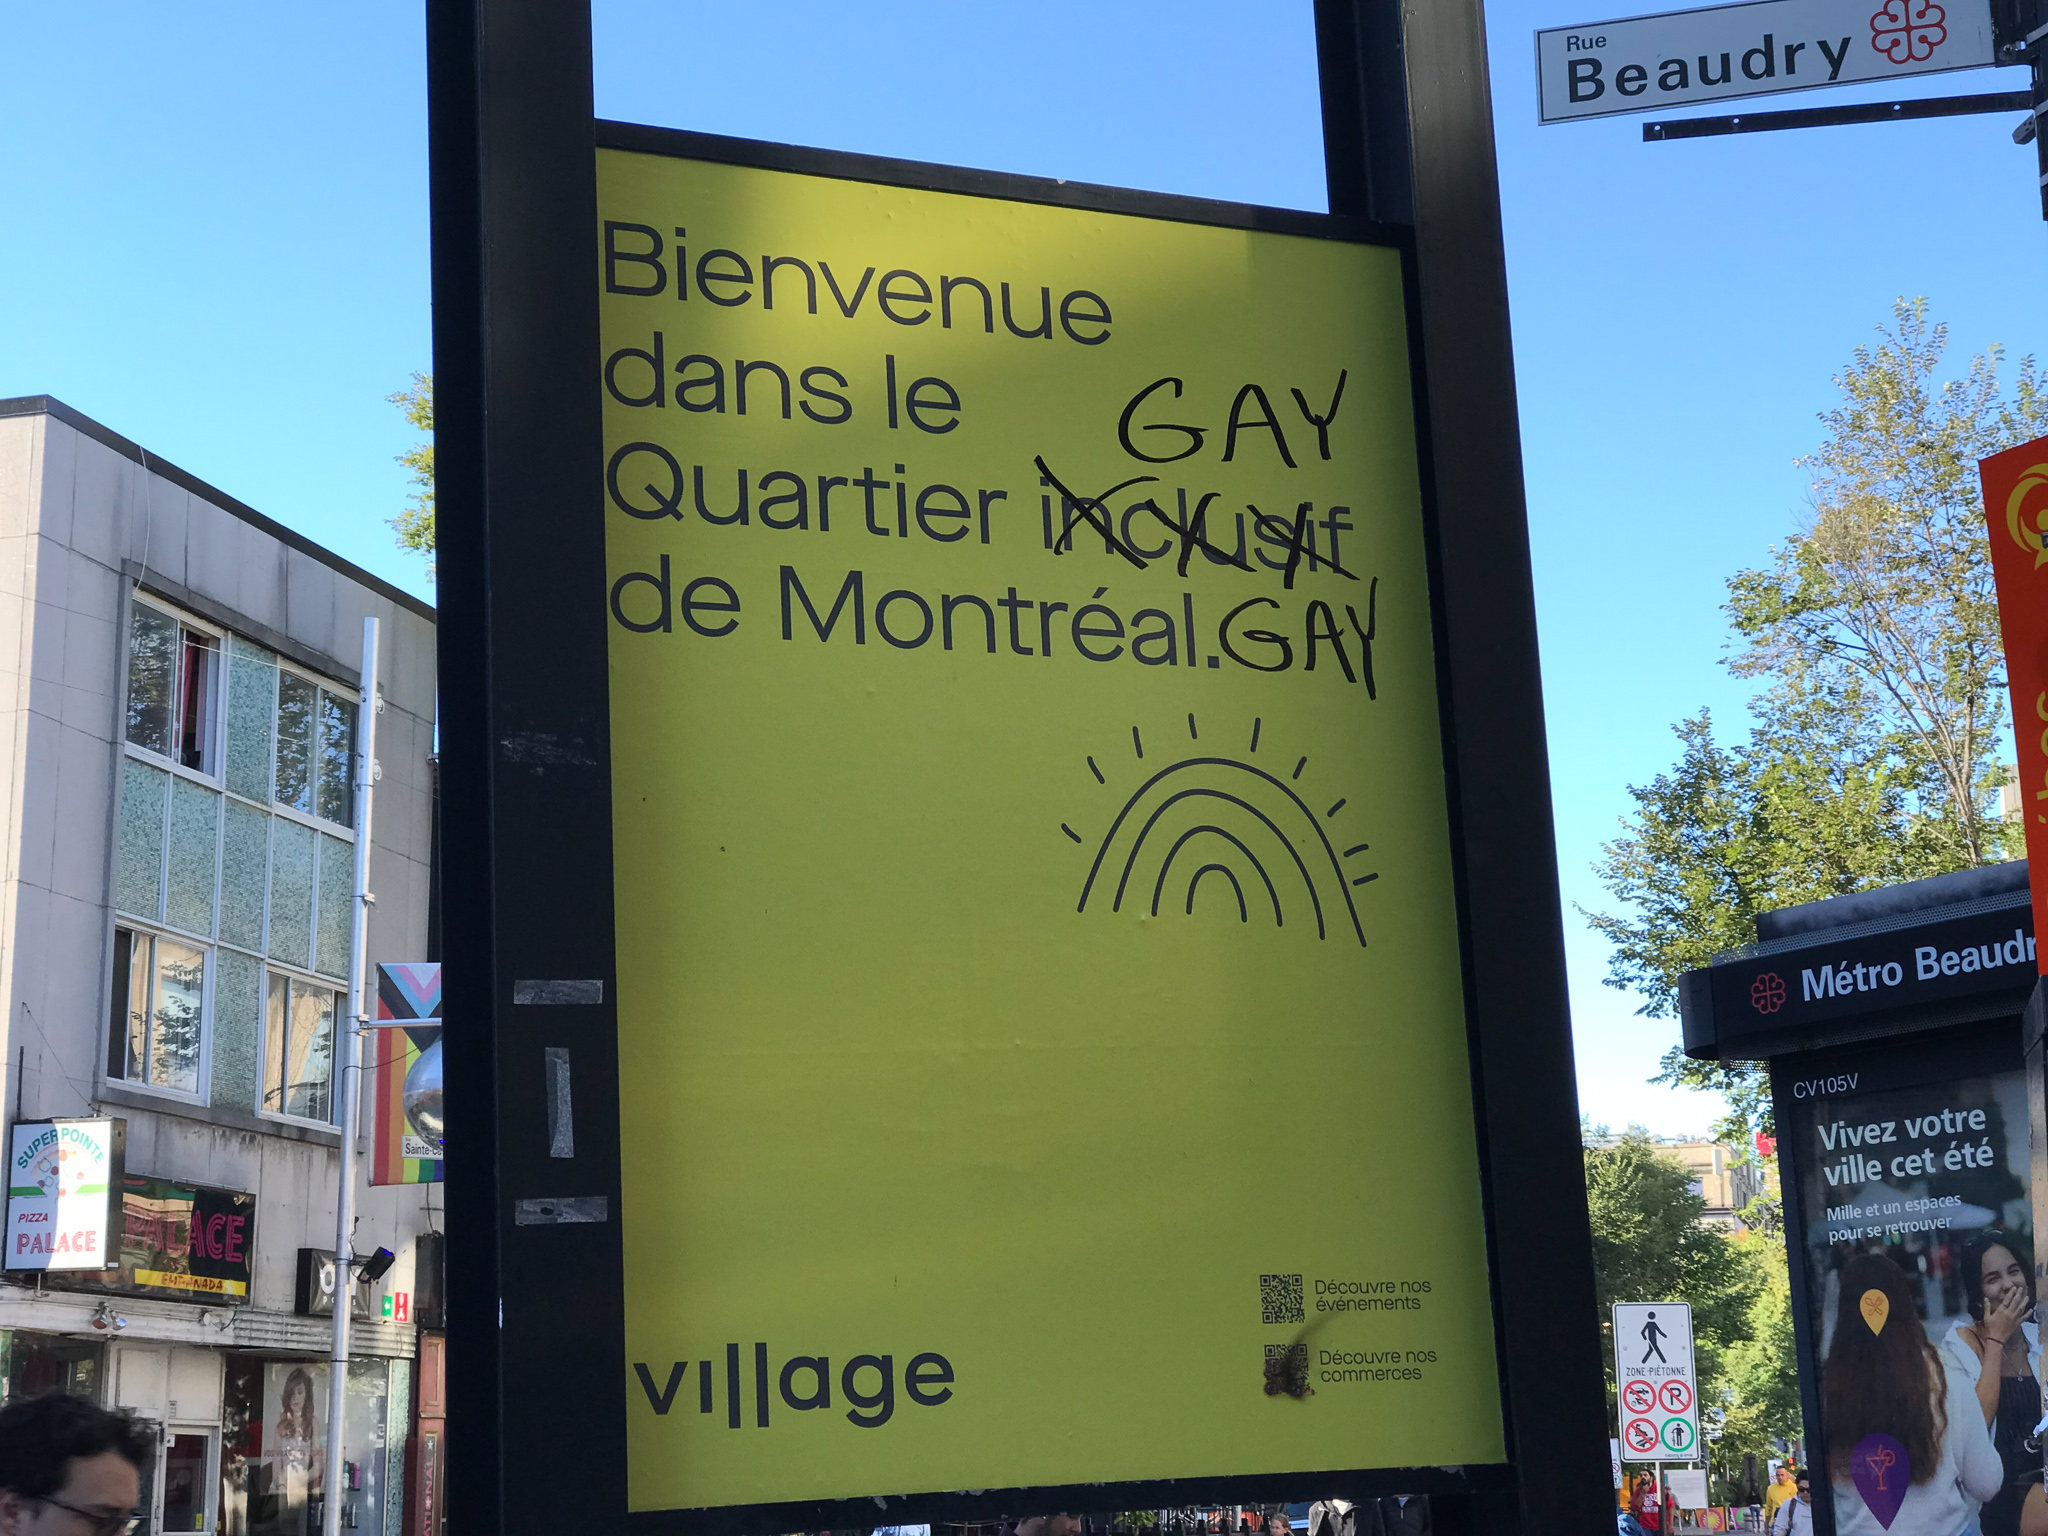 Rue
Beaudry
Bienvenue
dans le
GAY
Quartier inclusif
de Montréal.GAY
village
Découvre nos
événements
Découvre nos
commerces
SUPER POINTE
PIZZA
PALACE
PALACE
EMPANADA
Métro Beaudr
CV105V
Vivez votre
ville cet été
Mille et un espaces
pour se retrouver
ZONE PIÉTONNE
P